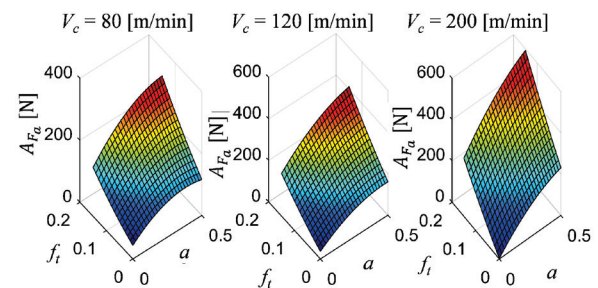 V_c = 80 [m/min]
A_{F_a} [N]
400
200
0
0.2
0.1
0
f_t
0
0.5
a
V_c = 120 [m/min]
A_{F_a} [N]|
600
400
200
0
0.2
0.1
0
f_t
0
0.5
a
V_c = 200 [m/min]
A_{F_a} [N]
600
400
200
0
0.2
0.1
0
f_t
0
0.5
a